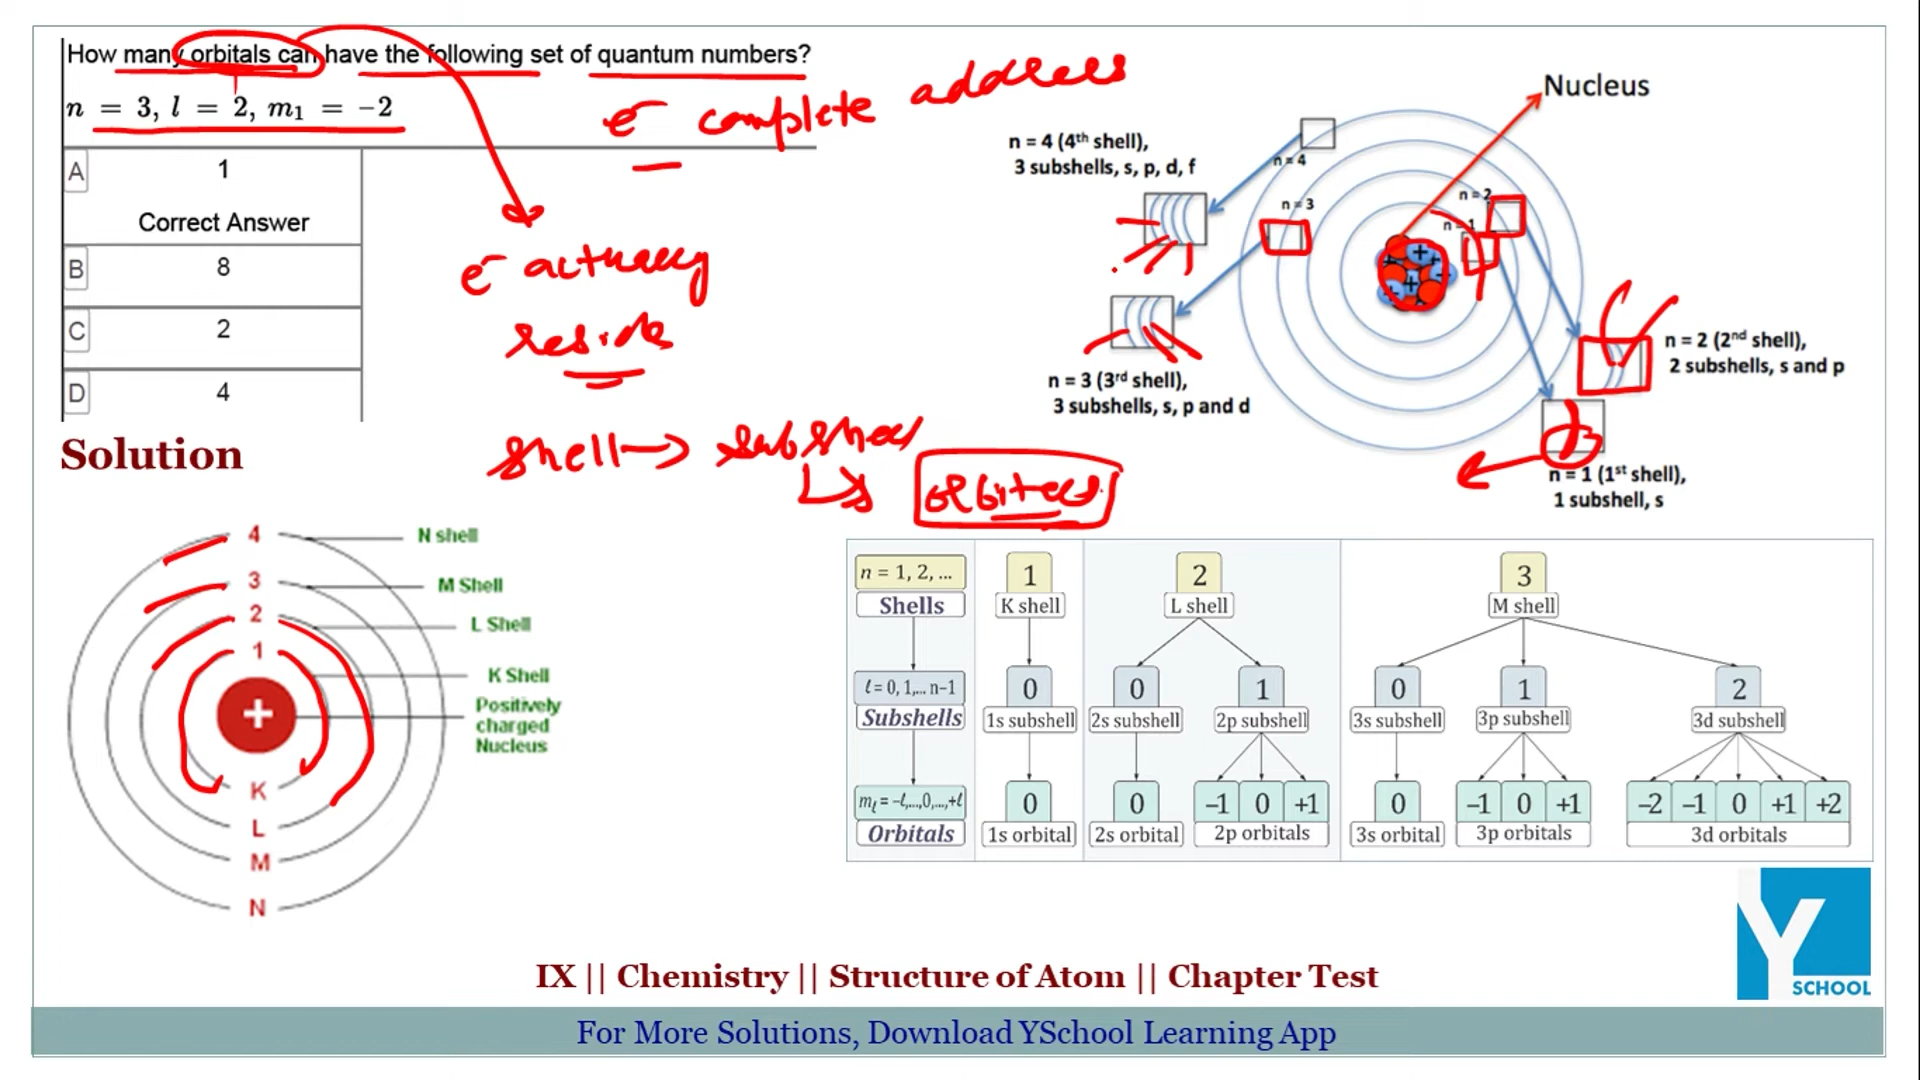 How many orbitals can have the following set of quantum numbers?
n = 3, l = 2, m₁ = −2
A 1
Correct Answer
B 8
C 2
D 4
e⁻ complete address
e⁻ actually
reside
shell → subshell
↳ orbitals
Solution
Nucleus
n = 4 (4th shell),
3 subshells, s, p, d, f
n = 4
n = 3
n = 2
n = 1
n = 3 (3rd shell),
3 subshells, s, p and d
n = 2 (2nd shell),
2 subshells, s and p
n = 1 (1st shell),
1 subshell, s
4 N shell
3 M Shell
2 L Shell
1 K Shell
+
Positively
charged
Nucleus
K
L
M
N
n = 1, 2, ... 1 2 3
Shells K shell L shell M shell
ℓ = 0, 1,... n-1 0 0 1 0 1 2
Subshells 1s subshell 2s subshell 2p subshell 3s subshell 3p subshell 3d subshell
mℓ = -ℓ,...,0,...,+ℓ 0 0 −1 0 +1 0 −1 0 +1 −2 −1 0 +1 +2
Orbitals 1s orbital 2s orbital 2p orbitals 3s orbital 3p orbitals 3d orbitals
Y
SCHOOL
IX || Chemistry || Structure of Atom || Chapter Test
For More Solutions, Download YSchool Learning App